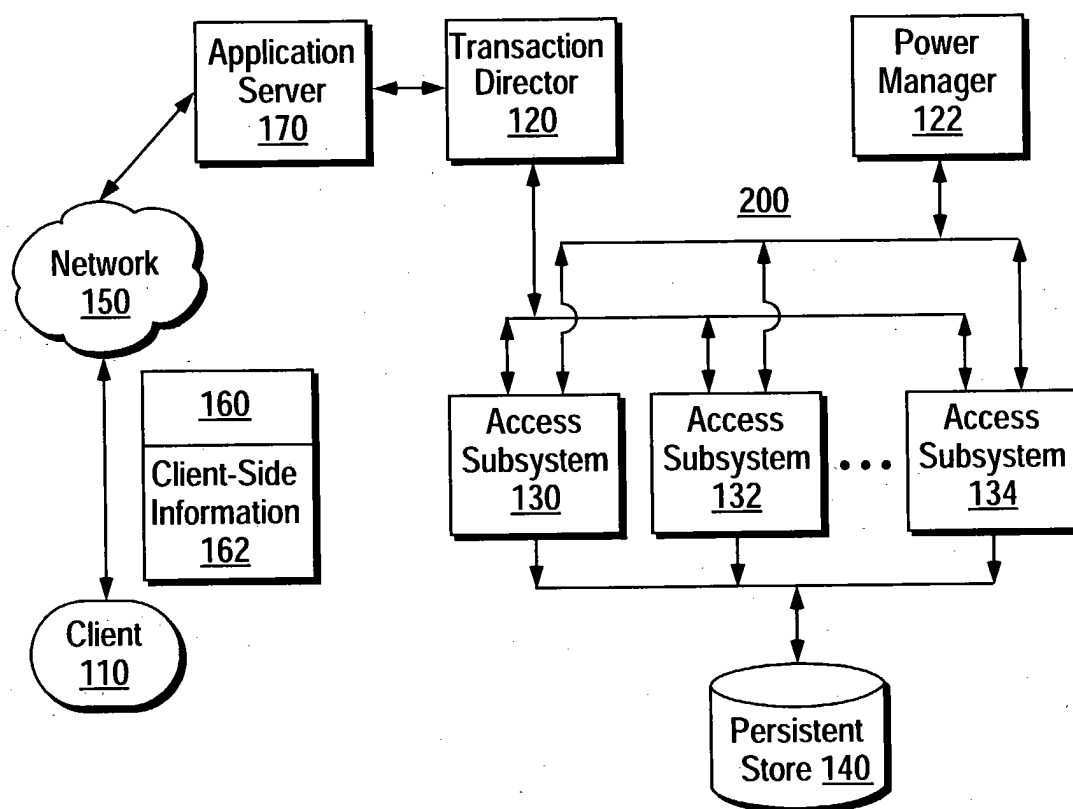 Application
Server
170
Transaction
Director
120
Power
Manager
122
200
Network
150
160
Client-Side
Information
162
Access
Subsystem
130
Access
Subsystem
132
Access
Subsystem
134
Client
110
Persistent
Store 140